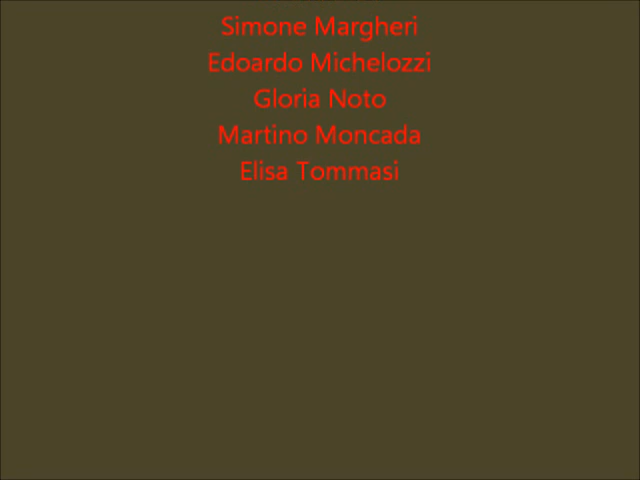 Simone Margheri
Edoardo Michelozzi
Gloria Noto
Martino Moncada
Elisa Tommasi